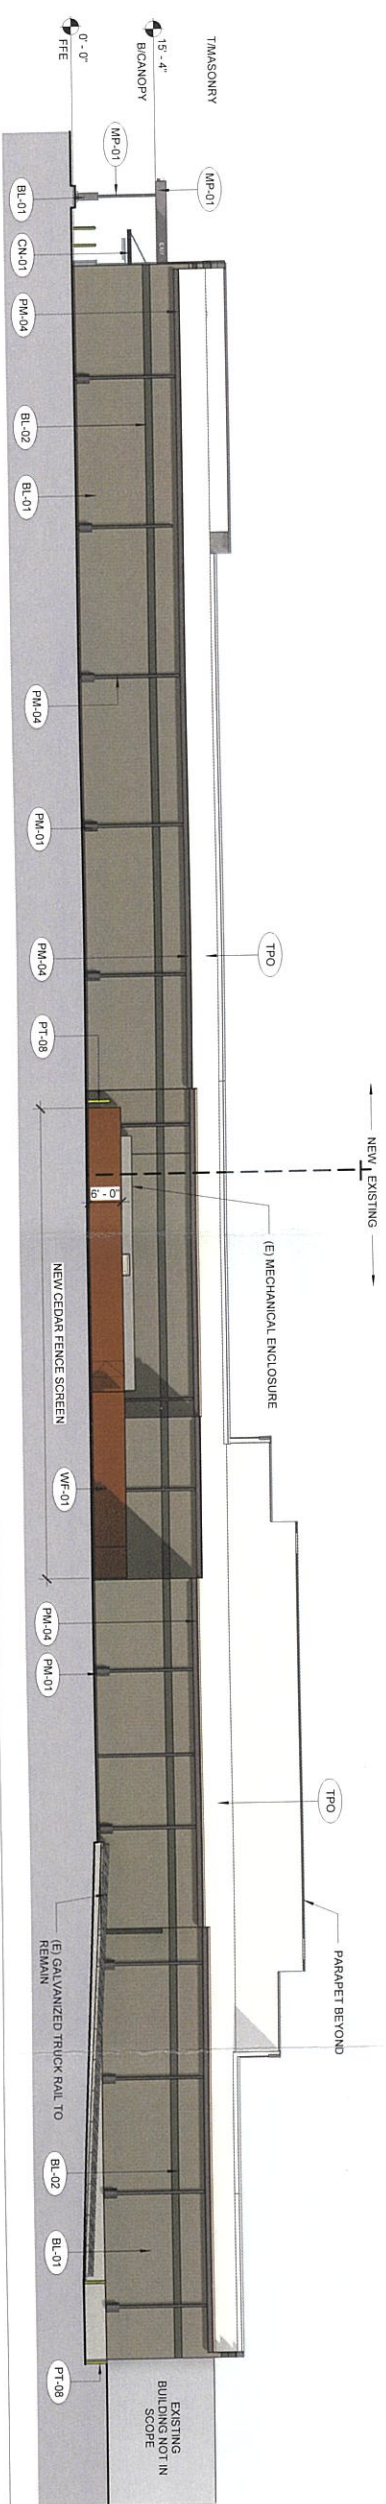 T/MASONRY
15' - 4"
B/CANOPY
0' - 0"
FFE
MP-01
MP-01
EXIT
BL-01
CN-01
PM-04
BL-02
BL-01
PM-04
PM-01
PM-04
TPO
PT-08
NEW
EXISTING
(E) MECHANICAL ENCLOSURE
6' - 0"
NEW CEDAR FENCE SCREEN
WF-01
PM-04
PM-01
TPO
PARAPET BEYOND
(E) GALVANIZED TRUCK RAIL TO
REMAIN
BL-02
BL-01
PT-08
EXISTING
BUILDING NOT IN
SCOPE